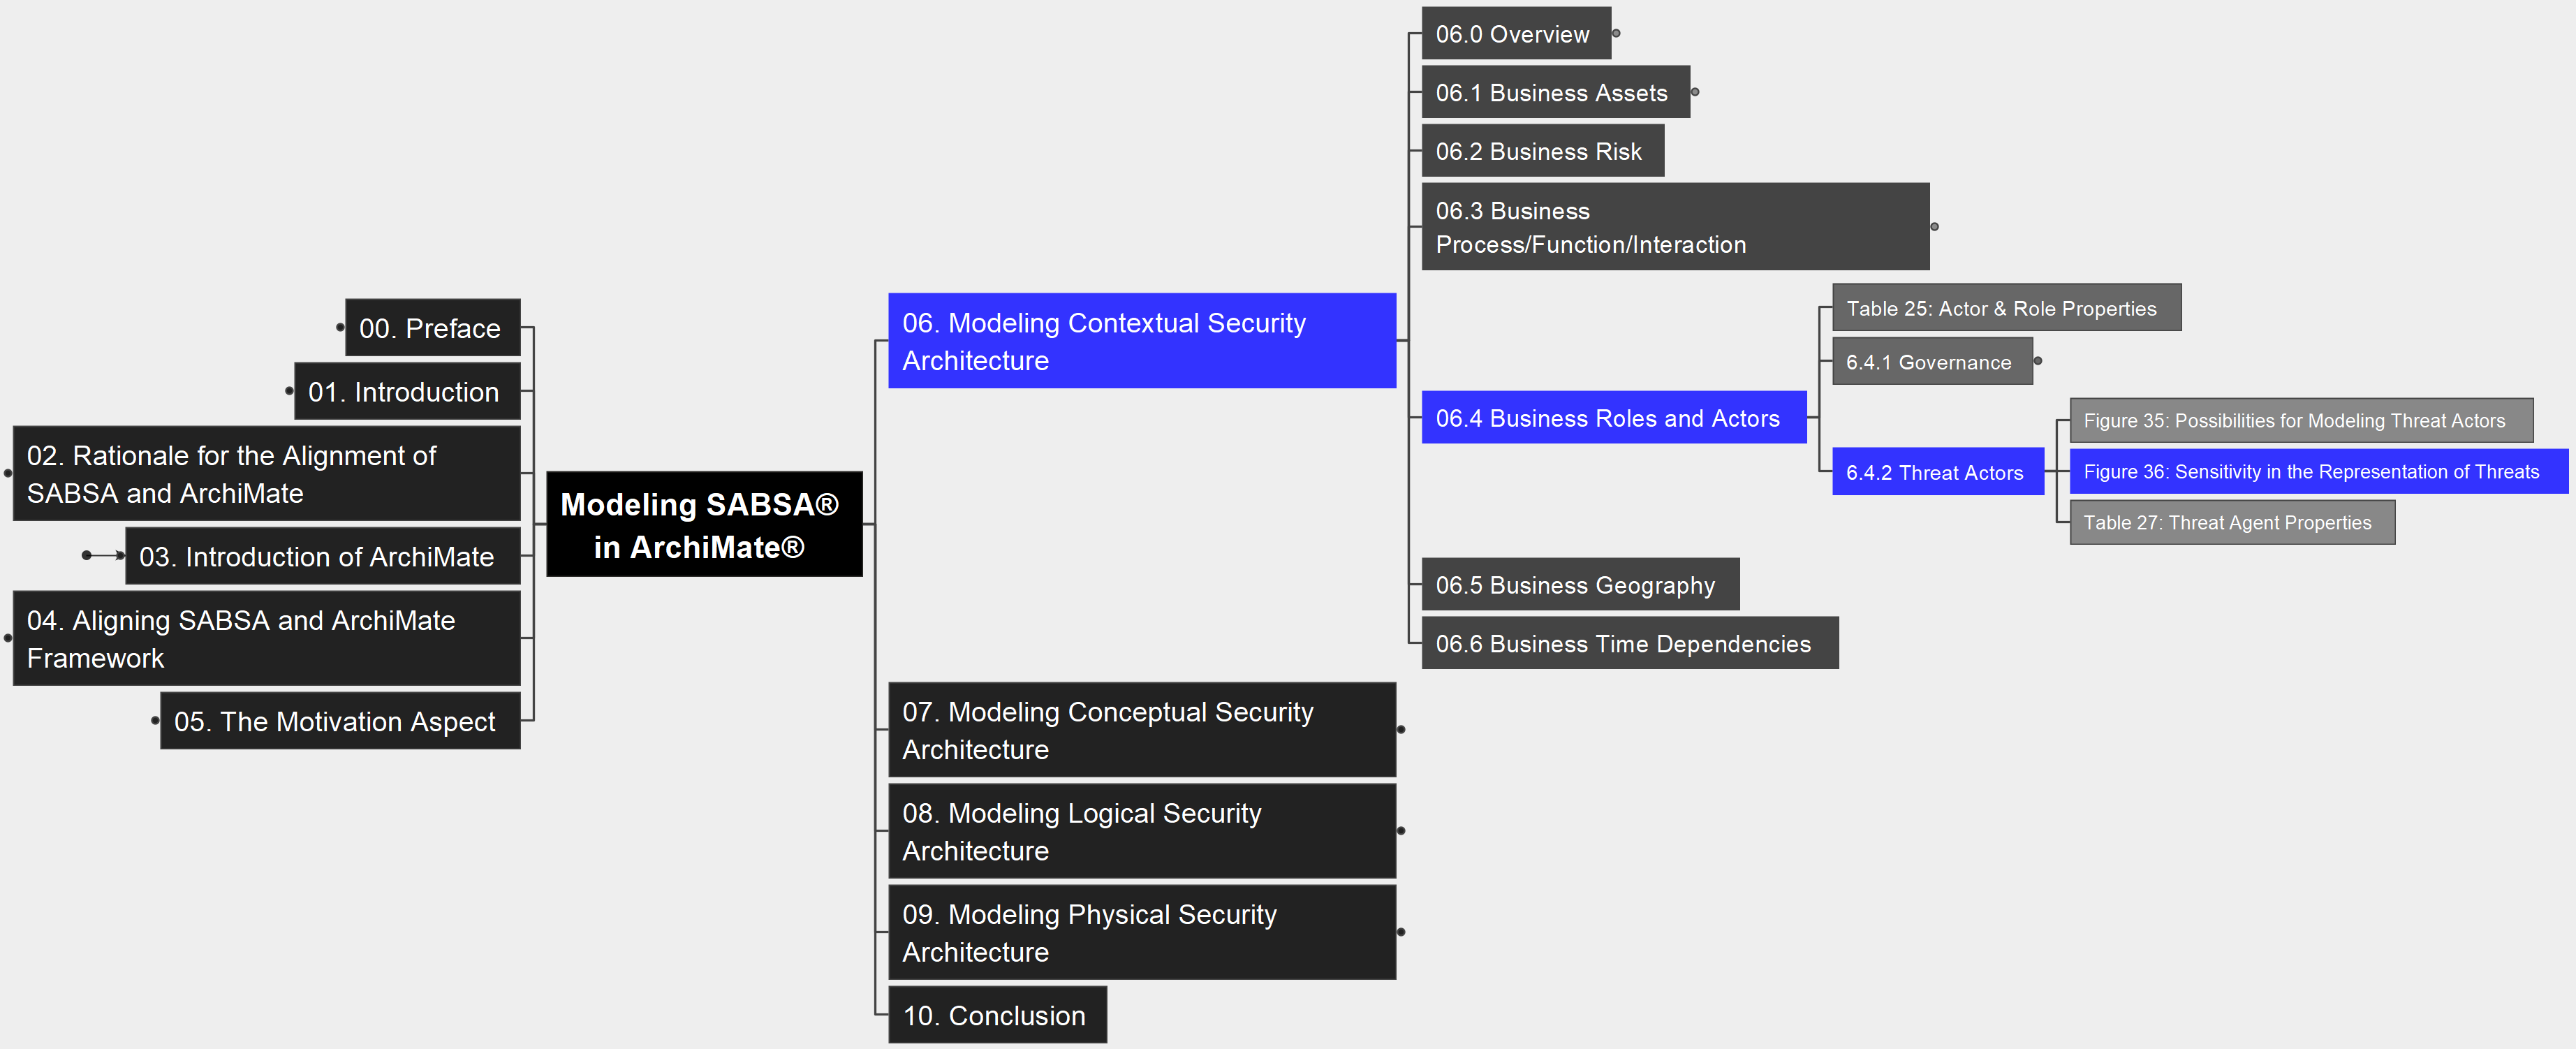 Modeling SABSA®
in ArchiMate®
00. Preface
01. Introduction
02. Rationale for the Alignment of
SABSA and ArchiMate
03. Introduction of ArchiMate
04. Aligning SABSA and ArchiMate
Framework
05. The Motivation Aspect
06. Modeling Contextual Security
Architecture
06.0 Overview
06.1 Business Assets
06.2 Business Risk
06.3 Business
Process/Function/Interaction
06.4 Business Roles and Actors
Table 25: Actor & Role Properties
6.4.1 Governance
6.4.2 Threat Actors
Figure 35: Possibilities for Modeling Threat Actors
Figure 36: Sensitivity in the Representation of Threats
Table 27: Threat Agent Properties
06.5 Business Geography
06.6 Business Time Dependencies
07. Modeling Conceptual Security
Architecture
08. Modeling Logical Security
Architecture
09. Modeling Physical Security
Architecture
10. Conclusion